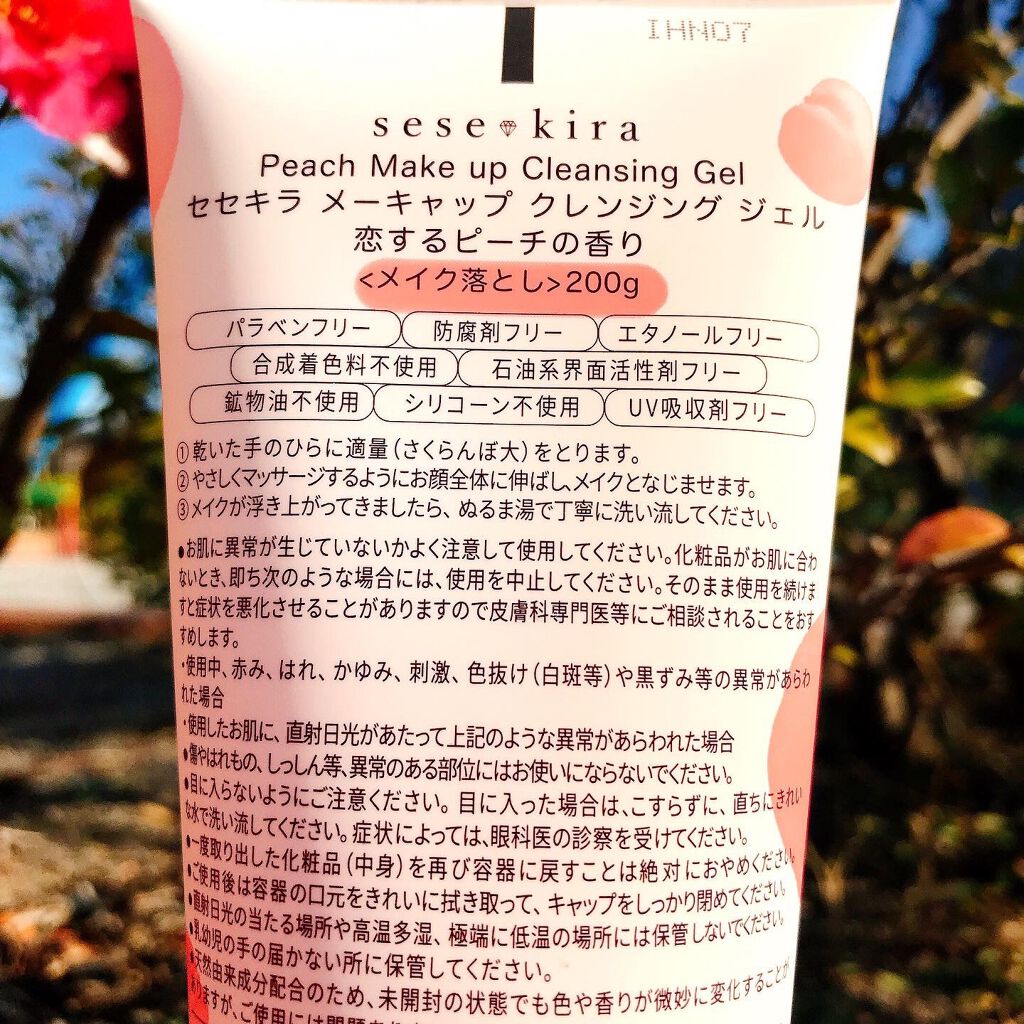 IHN07
sese kira
Peach Make up Cleansing Gel
セセキラ メーキャップ クレンジング ジェル
恋するピーチの香り
<メイク落とし>200g
パラベンフリー 防腐剤フリー エタノールフリー
合成着色料不使用 石油系界面活性剤フリー
鉱物油不使用 シリコーン不使用 UV吸収剤フリー
①乾いた手のひらに適量(さくらんぼ大)をとります。
②やさしくマッサージするようにお顔全体に伸ばし、メイクとなじませます。
③メイクが浮き上がってきましたら、ぬるま湯で丁寧に洗い流してください。
●お肌に異常が生じていないかよく注意して使用してください。化粧品がお肌に合わ
ないとき、即ち次のような場合には、使用を中止してください。そのまま使用を続けま
すと症状を悪化させることがありますので皮膚科専門医等にご相談されることをおす
すめします。
・使用中、赤み、はれ、かゆみ、刺激、色抜け(白斑等)や黒ずみ等の異常があらわ
れた場合
・使用したお肌に、直射日光があたって上記のような異常があらわれた場合
●傷やはれもの、しっしん等、異常のある部位にはお使いにならないでください。
●目に入らないようにご注意ください。目に入った場合は、こすらずに、直ちにきれい
な水で洗い流してください。症状によっては、眼科医の診察を受けてください。
●一度取り出した化粧品(中身)を再び容器に戻すことは絶対におやめください。
●ご使用後は容器の口元をきれいに拭き取って、キャップをしっかり閉めてください。
●直射日光の当たる場所や高温多湿、極端に低温の場所には保管しないでください。
●乳幼児の手の届かない所に保管してください。
●天然由来成分配合のため、未開封の状態でも色や香りが微妙に変化することが
ありますが、ご使用には問題